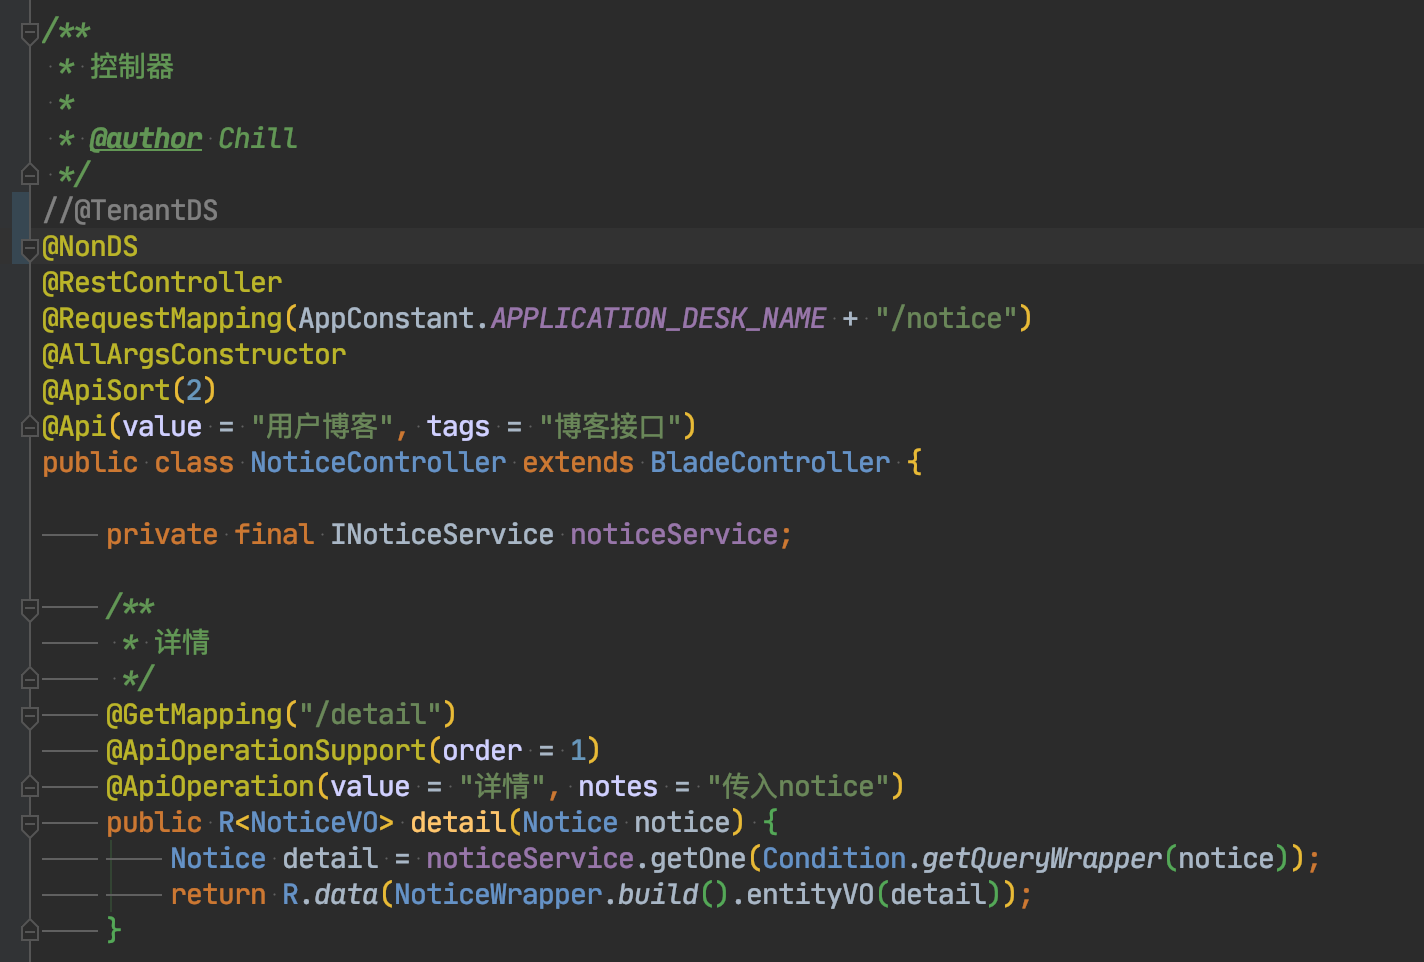 /**
 * 控制器
 *
 * @author Chill
 */
//@TenantDS
@NonDS
@RestController
@RequestMapping(AppConstant.APPLICATION_DESK_NAME + "/notice")
@AllArgsConstructor
@ApiSort(2)
@Api(value = "用户博客", tags = "博客接口")
public class NoticeController extends BladeController {
private final INoticeService noticeService;
/**
 * 详情
 */
@GetMapping("/detail")
@ApiOperationSupport(order = 1)
@ApiOperation(value = "详情", notes = "传入notice")
public R<NoticeVO> detail(Notice notice) {
Notice detail = noticeService.getOne(Condition.getQueryWrapper(notice));
return R.data(NoticeWrapper.build().entityVO(detail));
}